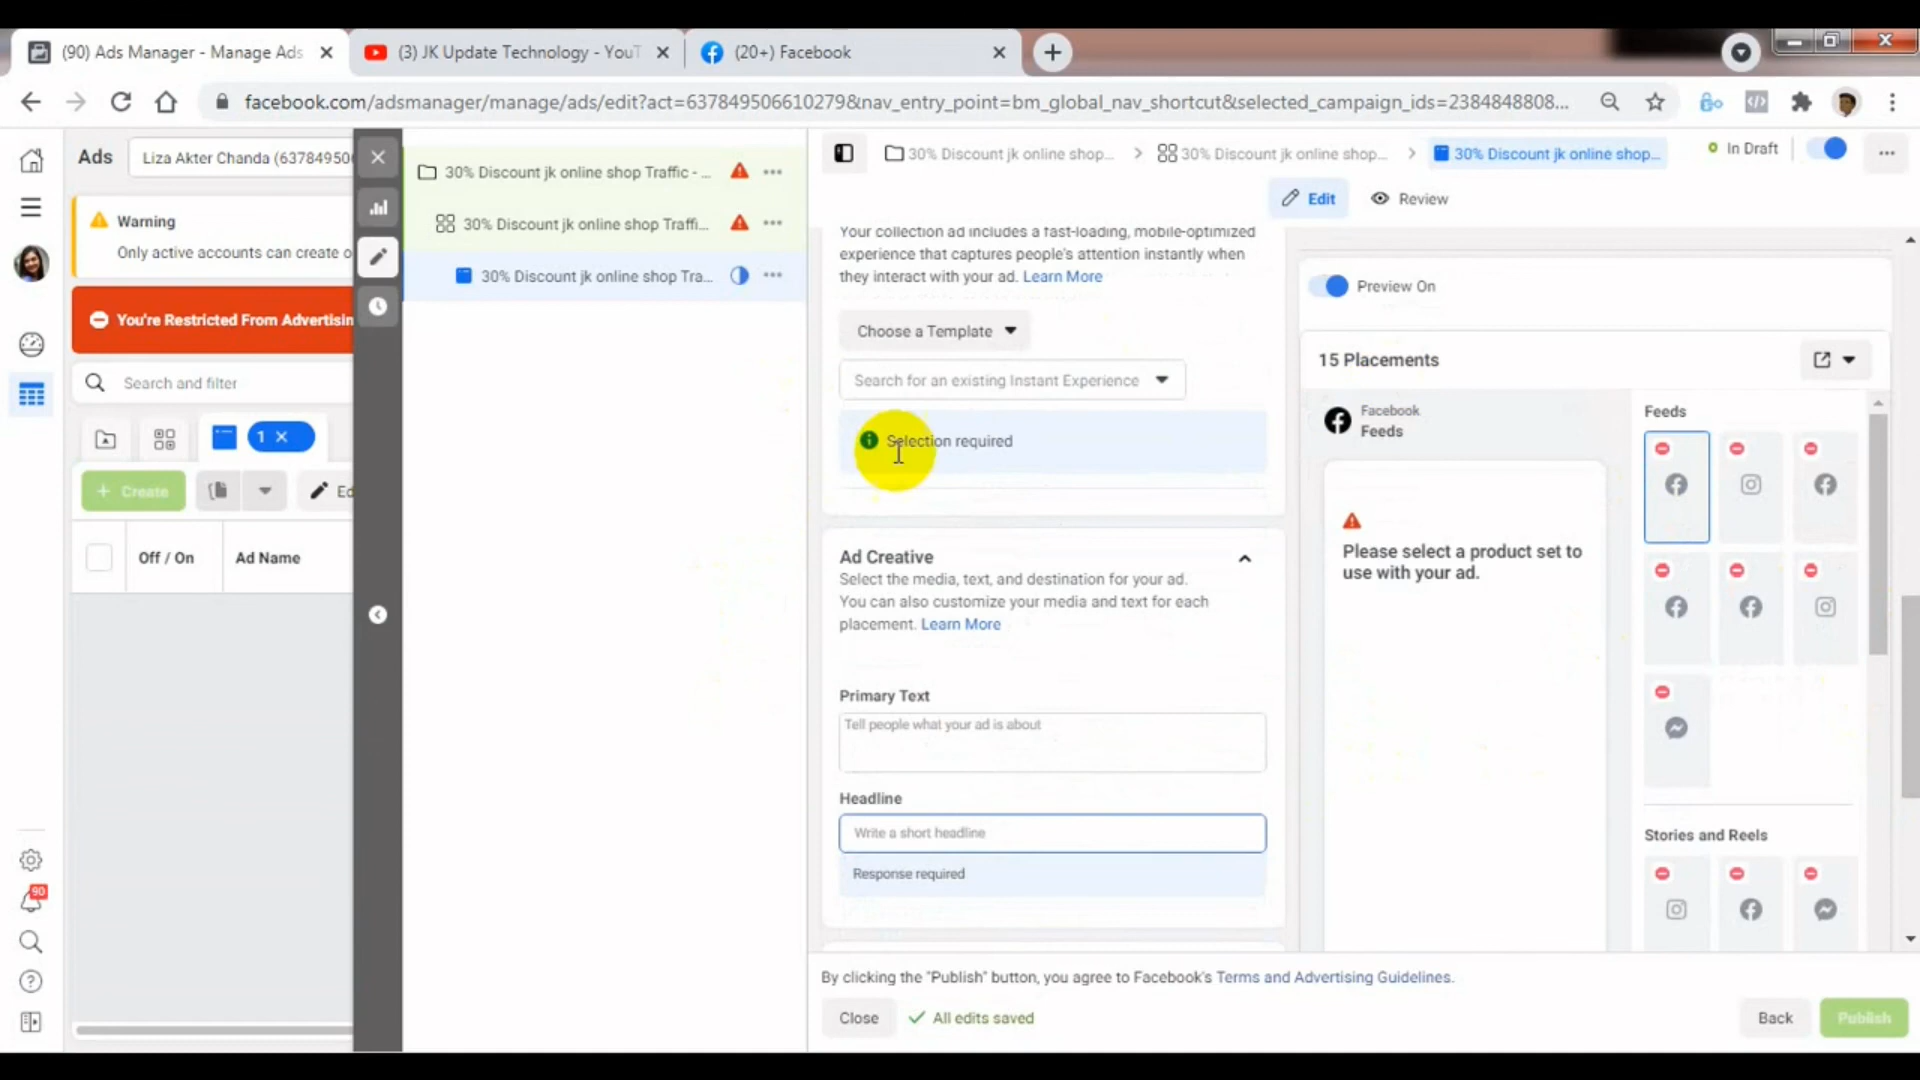 (90) Ads Manager - Manage Ads
(3) JK Update Technology - YouT
(20+) Facebook
facebook.com/adsmanager/manage/ads/edit?act=637849506610279&nav_entry_point=bm_global_nav_shortcut&selected_campaign_ids=2384848808...
Ads
Liza Akter Chanda (63784950
Warning
Only active accounts can create o
You're Restricted From Advertisin
Search and filter
1
Create
Ed
Off / On
Ad Name
90
30% Discount jk online shop Traffic - ...
30% Discount jk online shop Traffi...
30% Discount jk online shop Tra...
30% Discount jk online shop...
30% Discount jk online shop...
30% Discount jk online shop...
In Draft
Edit
Review
Your collection ad includes a fast-loading, mobile-optimized
experience that captures people's attention instantly when
they interact with your ad. Learn More
Choose a Template
Search for an existing Instant Experience
Selection required
Ad Creative
Select the media, text, and destination for your ad.
You can also customize your media and text for each
placement. Learn More
Primary Text
Tell people what your ad is about
Headline
Write a short headline
Response required
Preview On
15 Placements
Facebook
Feeds
Please select a product set to
use with your ad.
Feeds
Stories and Reels
By clicking the "Publish" button, you agree to Facebook's Terms and Advertising Guidelines.
Close
All edits saved
Back
Publish